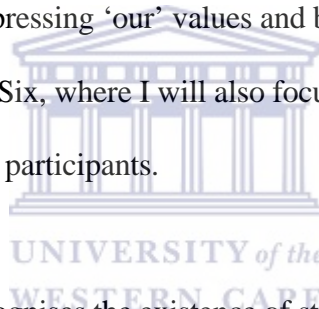 pressing ‘our’ values and b
Six, where I will also focu
participants.
UNIVERSITY of the
WESTERN CAPE
ognises the existence of st